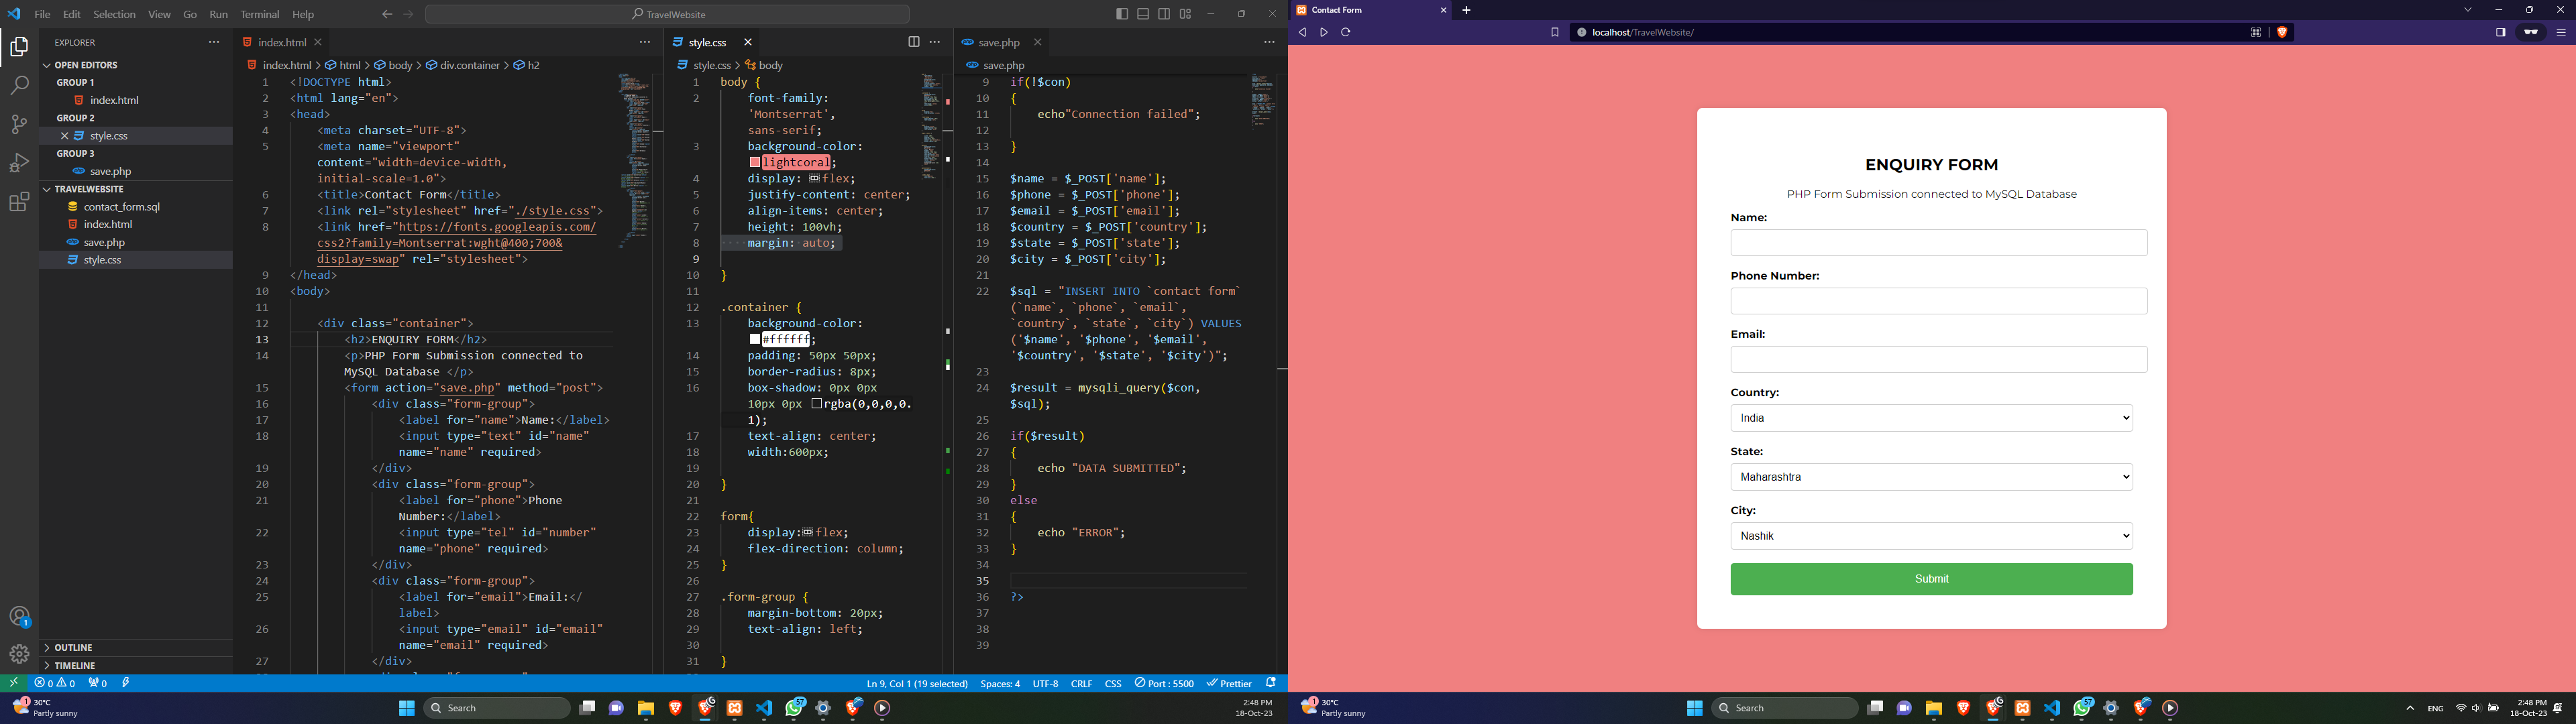 File Edit Selection View Go Run Terminal Help
TravelWebsite
EXPLORER
OPEN EDITORS
GROUP 1
index.html
GROUP 2
style.css
GROUP 3
save.php
TRAVELWEBSITE
contact_form.sql
index.html
save.php
style.css
OUTLINE
TIMELINE
index.html
index.html > html > body > div.container > h2
1 <!DOCTYPE html>
2 <html lang="en">
3 <head>
4 <meta charset="UTF-8">
5 <meta name="viewport"
content="width=device-width,
initial-scale=1.0">
6 <title>Contact Form</title>
7 <link rel="stylesheet" href="./style.css">
8 <link href="https://fonts.googleapis.com/
css2?family=Montserrat:wght@400;700&
display=swap" rel="stylesheet">
9 </head>
10 <body>
11
12 <div class="container">
13 <h2>ENQUIRY FORM</h2>
14 <p>PHP Form Submission connected to
MySQL Database </p>
15 <form action="save.php" method="post">
16 <div class="form-group">
17 <label for="name">Name:</label>
18 <input type="text" id="name"
name="name" required>
19 </div>
20 <div class="form-group">
21 <label for="phone">Phone
Number:</label>
22 <input type="tel" id="number"
name="phone" required>
23 </div>
24 <div class="form-group">
25 <label for="email">Email:</
label>
26 <input type="email" id="email"
name="email" required>
27 </div>
style.css
style.css > body
1 body {
2 font-family:
'Montserrat',
sans-serif;
3 background-color:
lightcoral;
4 display: flex;
5 justify-content: center;
6 align-items: center;
7 height: 100vh;
8 margin: auto;
9
10 }
11
12 .container {
13 background-color:
#ffffff;
14 padding: 50px 50px;
15 border-radius: 8px;
16 box-shadow: 0px 0px
10px 0px rgba(0,0,0,0.
1);
17 text-align: center;
18 width:600px;
19
20 }
21
22 form{
23 display:flex;
24 flex-direction: column;
25 }
26
27 .form-group {
28 margin-bottom: 20px;
29 text-align: left;
30
31 }
save.php
save.php
9 if(!$con)
10 {
11 echo"Connection failed";
12
13 }
14
15 $name = $_POST['name'];
16 $phone = $_POST['phone'];
17 $email = $_POST['email'];
18 $country = $_POST['country'];
19 $state = $_POST['state'];
20 $city = $_POST['city'];
21
22 $sql = "INSERT INTO `contact form`
(`name`, `phone`, `email`,
`country`, `state`, `city`) VALUES
('$name', '$phone', '$email',
'$country', '$state', '$city')";
23
24 $result = mysqli_query($con,
$sql);
25
26 if($result)
27 {
28 echo "DATA SUBMITTED";
29 }
30 else
31 {
32 echo "ERROR";
33 }
34
35
36 ?>
37
38
39
0 0 0 Ln 9, Col 1 (19 selected) Spaces: 4 UTF-8 CRLF CSS Port : 5500 Prettier
30°C
Partly sunny
Search
57
2:48 PM
18-Oct-23
Contact Form
localhost/TravelWebsite/
ENQUIRY FORM
PHP Form Submission connected to MySQL Database
Name:
Phone Number:
Email:
Country:
India
State:
Maharashtra
City:
Nashik
Submit
30°C
Partly sunny
Search
57
ENG
2:48 PM
18-Oct-23